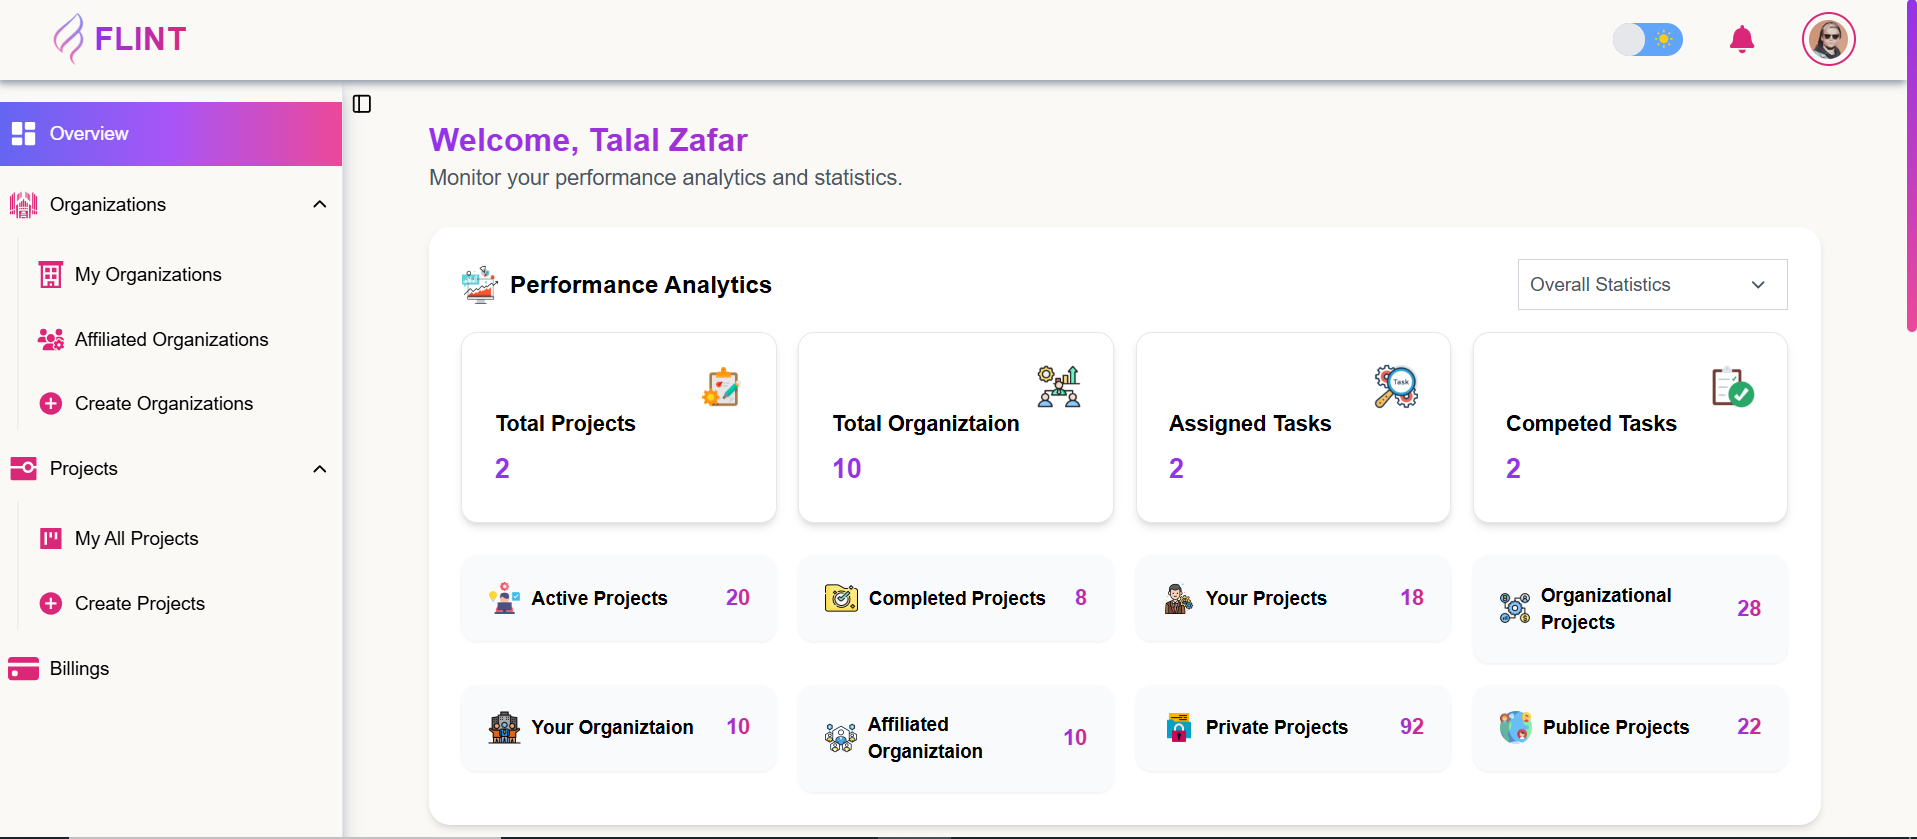 FLINT
Overview
Organizations
My Organizations
Affiliated Organizations
Create Organizations
Projects
My All Projects
Create Projects
Billings
Welcome, Talal Zafar
Monitor your performance analytics and statistics.
Performance Analytics
Overall Statistics
Total Projects
2
Total Organiztaion
10
Task
Assigned Tasks
2
Competed Tasks
2
Active Projects 20
Completed Projects 8
Your Projects 18
Organizational
Projects
28
Your Organiztaion 10
Affiliated
Organiztaion
10
Private Projects 92
Publice Projects 22